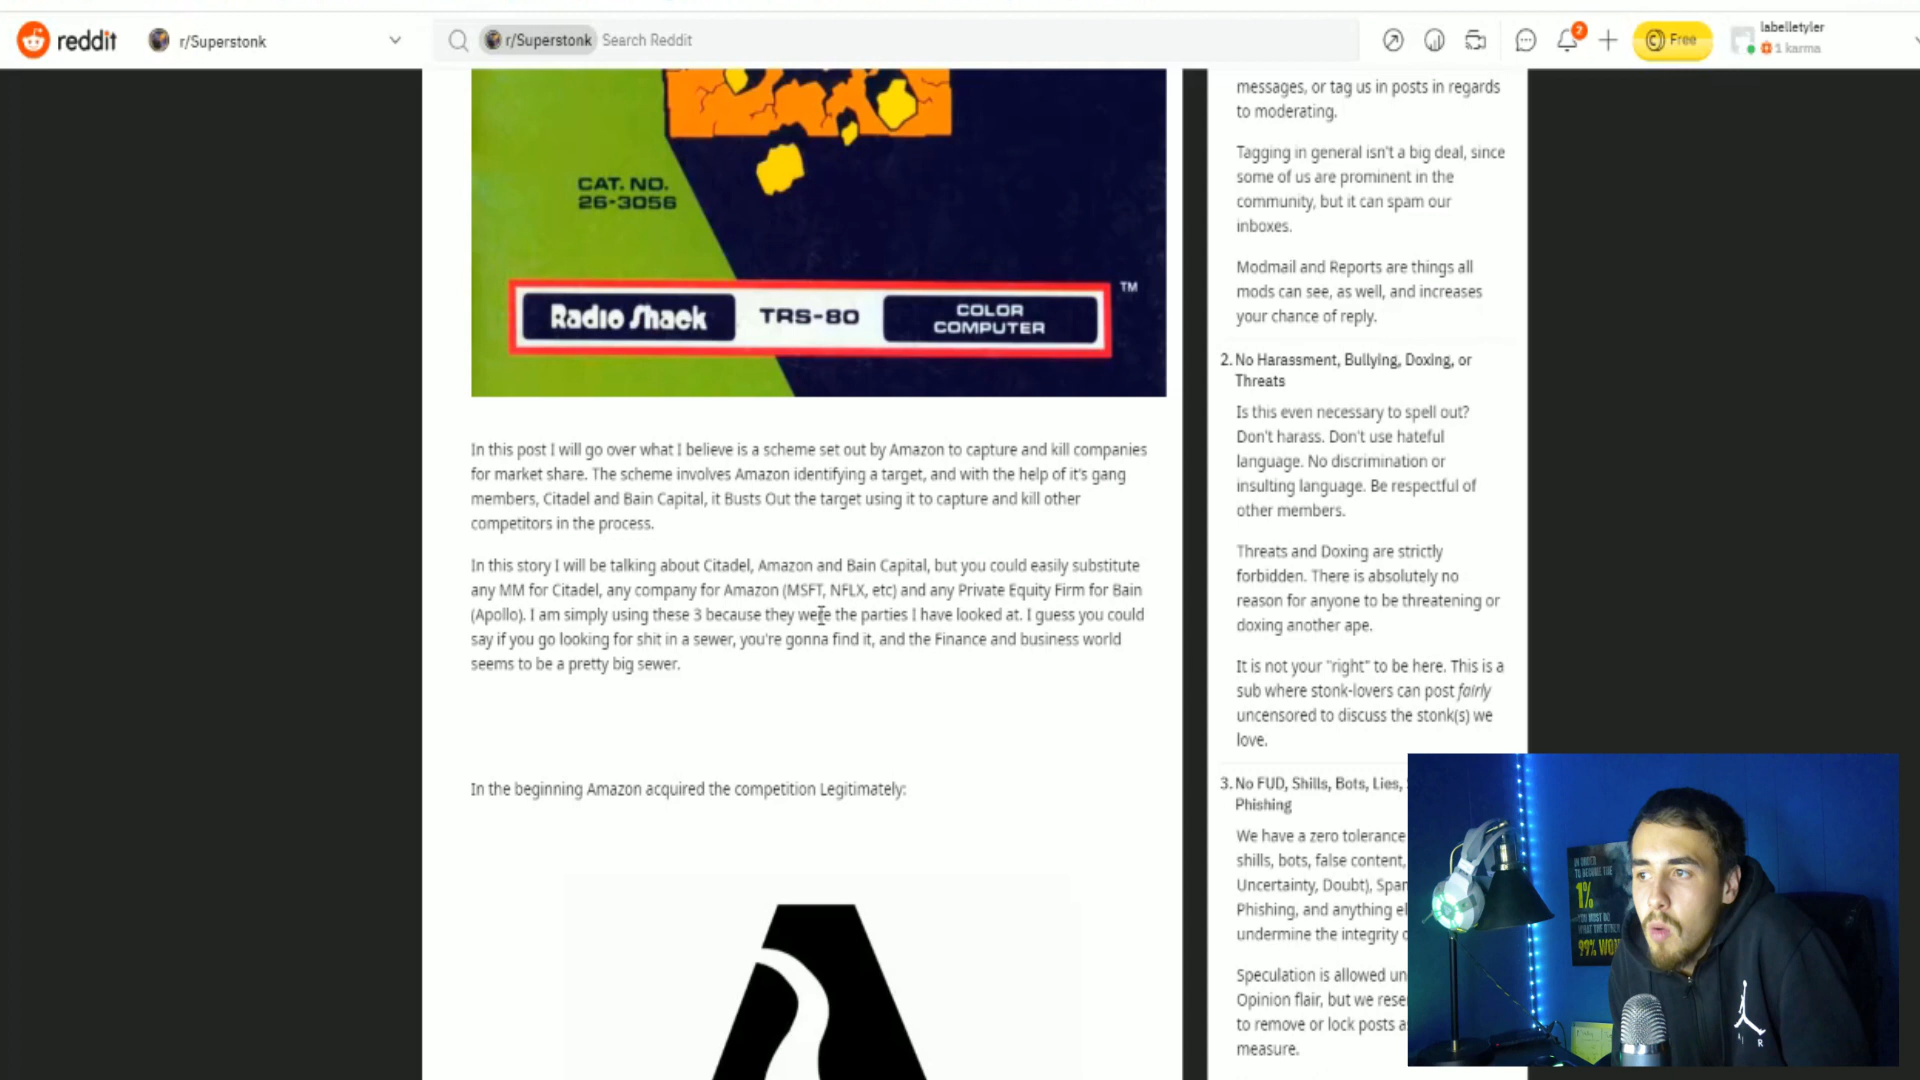 reddit
r/Superstonk
r/Superstonk Search Reddit
2
Free
labelletyler
1 karma
CAT. NO.
26-3056
Radio Shack
TRS-80
COLOR
COMPUTER
TM
In this post I will go over what I believe is a scheme set out by Amazon to capture and kill companies
for market share. The scheme involves Amazon identifying a target, and with the help of it's gang
members, Citadel and Bain Capital, it Busts Out the target using it to capture and kill other
competitors in the process.
In this story I will be talking about Citadel, Amazon and Bain Capital, but you could easily substitute
any MM for Citadel, any company for Amazon (MSFT, NFLX, etc) and any Private Equity Firm for Bain
(Apollo). I am simply using these 3 because they were the parties I have looked at. I guess you could
say if you go looking for shit in a sewer, you're gonna find it, and the Finance and business world
seems to be a pretty big sewer.
In the beginning Amazon acquired the competition Legitimately:
messages, or tag us in posts in regards
to moderating.
Tagging in general isn't a big deal, since
some of us are prominent in the
community, but it can spam our
inboxes.
Modmail and Reports are things all
mods can see, as well, and increases
your chance of reply.
2. No Harassment, Bullying, Doxing, or
Threats
Is this even necessary to spell out?
Don't harass. Don't use hateful
language. No discrimination or
insulting language. Be respectful of
other members.
Threats and Doxing are strictly
forbidden. There is absolutely no
reason for anyone to be threatening or
doxing another ape.
It is not your "right" to be here. This is a
sub where stonk-lovers can post fairly
uncensored to discuss the stonk(s) we
love.
3. No FUD, Shills, Bots, Lies,
Phishing
We have a zero tolerance
shills, bots, false content,
Uncertainty, Doubt), Spam
Phishing, and anything
undermine the integrity
Speculation is allowed
Opinion flair, but we
to remove or lock posts
measure.
IN ORDER
TO BECOME THE
1%
YOU MUST DO
WHAT THE OTHER
99% WON